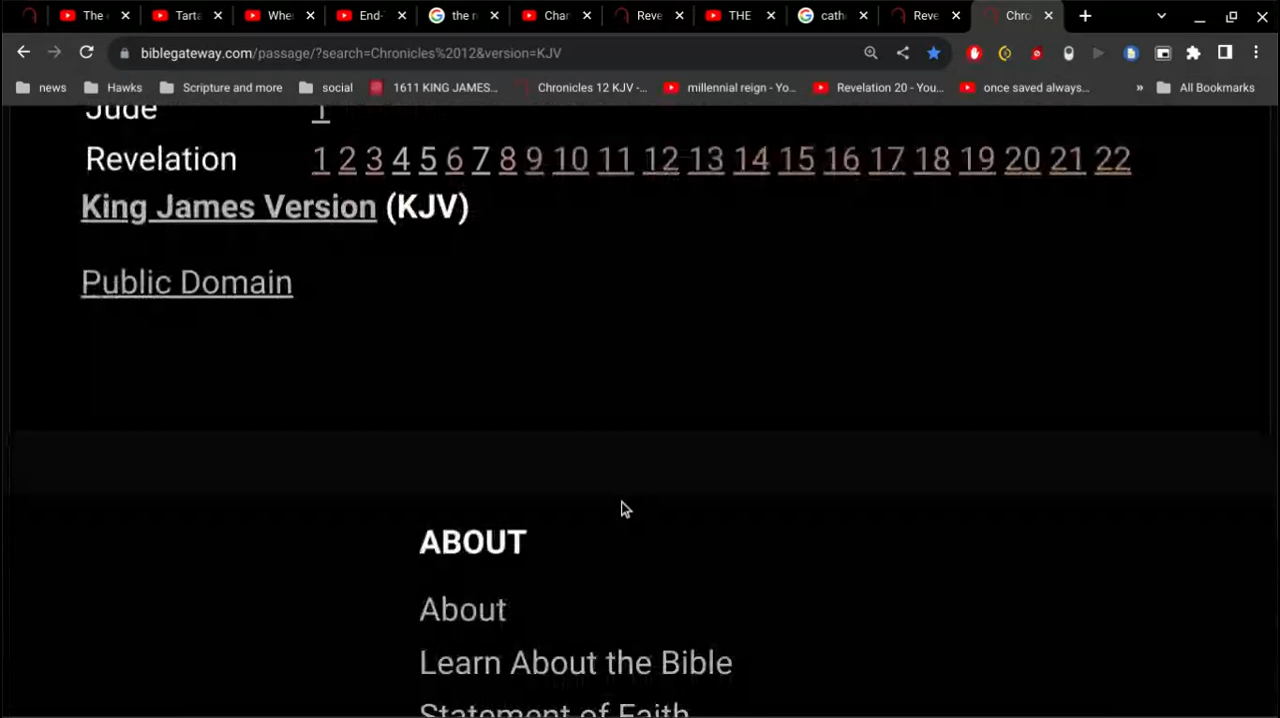 The
Tarta
Whe
End-
the n
Char
Reve
THE
cath
Reve
Chro
biblegateway.com/passage/?search=Chronicles%2012&version=KJV
news Hawks Scripture and more social 1611 KING JAMES... Chronicles 12 KJV -... millennial reign - Yo... Revelation 20 - You... once saved always... » All Bookmarks
Jude 1
Revelation 1 2 3 4 5 6 7 8 9 10 11 12 13 14 15 16 17 18 19 20 21 22
King James Version (KJV)
Public Domain
ABOUT
About
Learn About the Bible
Statement of Faith